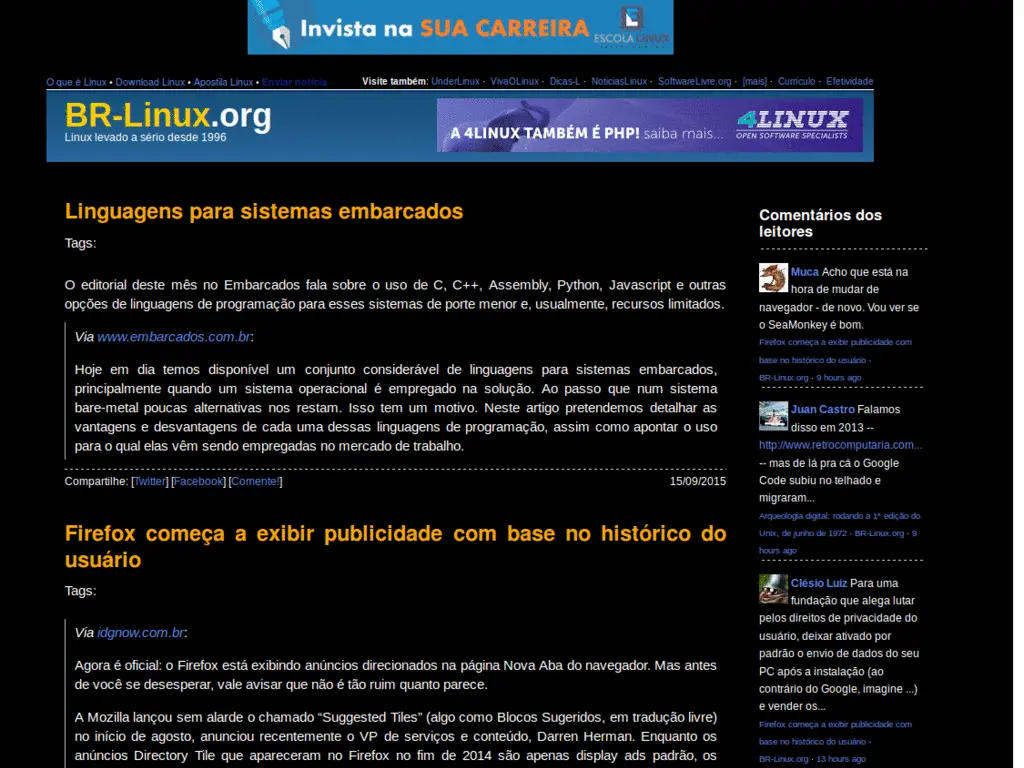 Invista na SUA CARREIRA
ESCOLA LINUX
O que é Linux • Download Linux • Apostila Linux • Enviar notícia
Visite também: UnderLinux · VivaOLinux · Dicas-L · NoticiasLinux · SoftwareLivre.org · [mais] · Currículo · Efetividade
BR-Linux.org
Linux levado a sério desde 1996
A 4LINUX TAMBÉM É PHP! saiba mais...
4LINUX
OPEN SOFTWARE SPECIALISTS
Linguagens para sistemas embarcados
Tags:
O editorial deste mês no Embarcados fala sobre o uso de C, C++, Assembly, Python, Javascript e outras
opções de linguagens de programação para esses sistemas de porte menor e, usualmente, recursos limitados.
Via www.embarcados.com.br:
Hoje em dia temos disponível um conjunto considerável de linguagens para sistemas embarcados,
principalmente quando um sistema operacional é empregado na solução. Ao passo que num sistema
bare-metal poucas alternativas nos restam. Isso tem um motivo. Neste artigo pretendemos detalhar as
vantagens e desvantagens de cada uma dessas linguagens de programação, assim como apontar o uso
para o qual elas vêm sendo empregadas no mercado de trabalho.
Compartilhe: [Twitter] [Facebook] [Comente!]
15/09/2015
Firefox começa a exibir publicidade com base no histórico do
usuário
Tags:
Via idgnow.com.br:
Agora é oficial: o Firefox está exibindo anúncios direcionados na página Nova Aba do navegador. Mas antes
de você se desesperar, vale avisar que não é tão ruim quanto parece.
A Mozilla lançou sem alarde o chamado “Suggested Tiles” (algo como Blocos Sugeridos, em tradução livre)
no início de agosto, anunciou recentemente o VP de serviços e conteúdo, Darren Herman. Enquanto os
anúncios Directory Tile que apareceram no Firefox no fim de 2014 são apenas display ads padrão, os
Comentários dos
leitores
Muca Acho que está na
hora de mudar de
navegador - de novo. Vou ver se
o SeaMonkey é bom.
Firefox começa a exibir publicidade com
base no histórico do usuário -
BR-Linux.org · 9 hours ago
Juan Castro Falamos
disso em 2013 --
http://www.retrocomputaria.com...
-- mas de lá pra cá o Google
Code subiu no telhado e
migraram...
Arqueologia digital: rodando a 1ª edição do
Unix, de junho de 1972 - BR-Linux.org · 9
hours ago
Clésio Luiz Para uma
fundação que alega lutar
pelos direitos de privacidade do
usuário, deixar ativado por
padrão o envio de dados do seu
PC após a instalação (ao
contrário do Google, imagine ...)
e vender os...
Firefox começa a exibir publicidade com
base no histórico do usuário -
BR-Linux.org · 13 hours ago